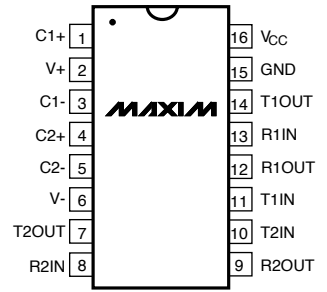 C1+ 1 16 VCC
V+ 2 15 GND
C1- 3 MAXIM 14 T1OUT
C2+ 4 13 R1IN
C2- 5 12 R1OUT
V- 6 11 T1IN
T2OUT 7 10 T2IN
R2IN 8 9 R2OUT